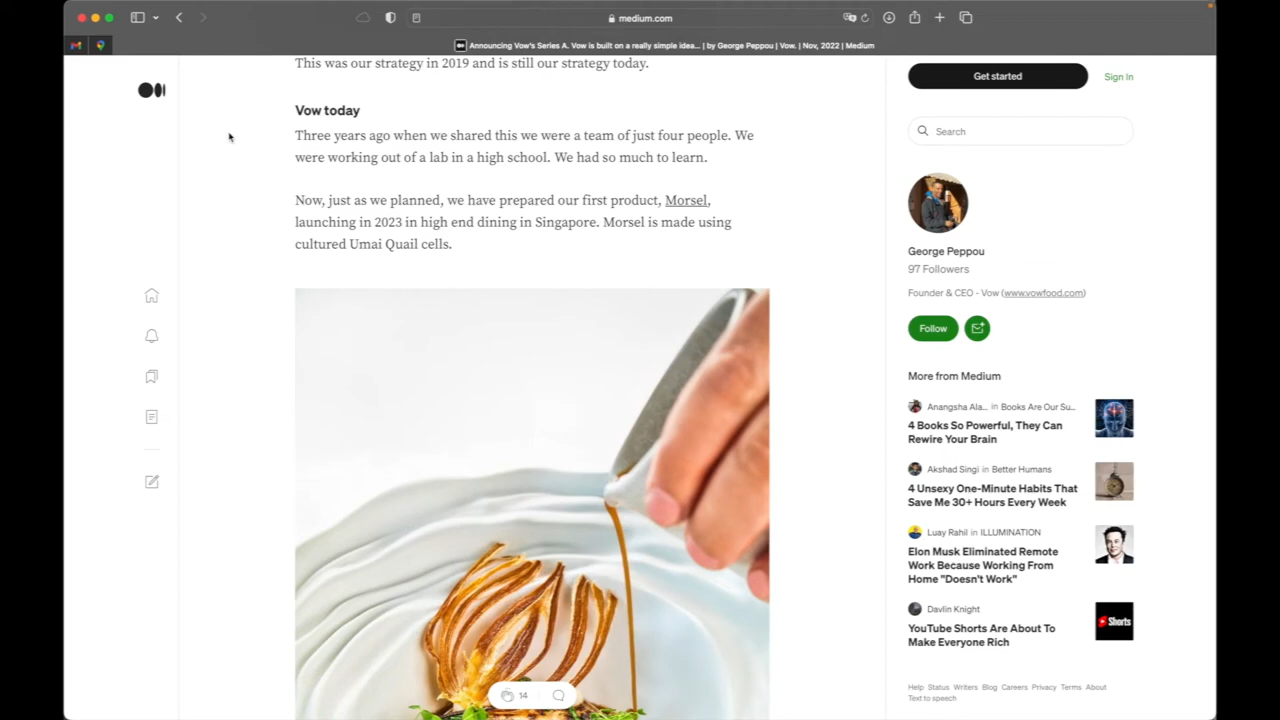 medium.com
Announcing Vow's Series A. Vow is built on a really simple idea... | by George Peppou | Vow. | Nov, 2022 | Medium
This was our strategy in 2019 and is still our strategy today.
Vow today
Three years ago when we shared this we were a team of just four people. We
were working out of a lab in a high school. We had so much to learn.
Now, just as we planned, we have prepared our first product, Morsel,
launching in 2023 in high end dining in Singapore. Morsel is made using
cultured Umai Quail cells.
14
Get started
Sign In
Search
George Peppou
97 Followers
Founder & CEO - Vow (www.vowfood.com)
Follow
More from Medium
Anangsha Ala... in Books Are Our Su...
4 Books So Powerful, They Can
Rewire Your Brain
Akshad Singi in Better Humans
4 Unsexy One-Minute Habits That
Save Me 30+ Hours Every Week
Luay Rahil in ILLUMINATION
Elon Musk Eliminated Remote
Work Because Working From
Home "Doesn't Work"
Davlin Knight
YouTube Shorts Are About To
Make Everyone Rich
Shorts
Help Status Writers Blog Careers Privacy Terms About
Text to speech